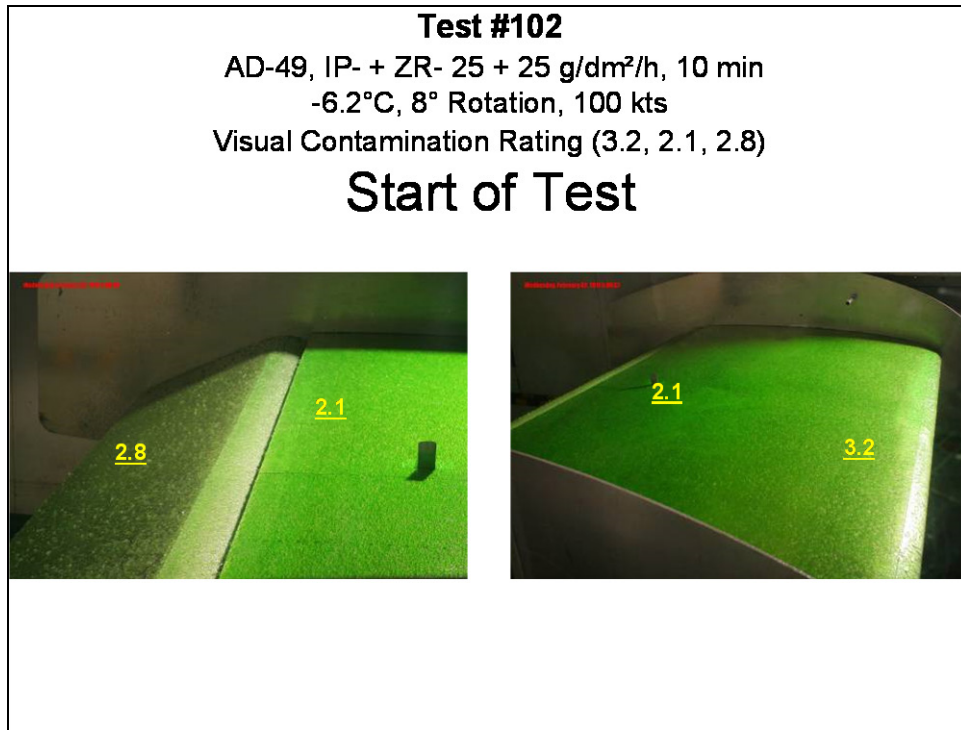 Test #102
AD-49, IP- + ZR- 25 + 25 g/dm²/h, 10 min
-6.2°C, 8° Rotation, 100 kts
Visual Contamination Rating (3.2, 2.1, 2.8)
Start of Test
2.1
2.8
2.1
3.2